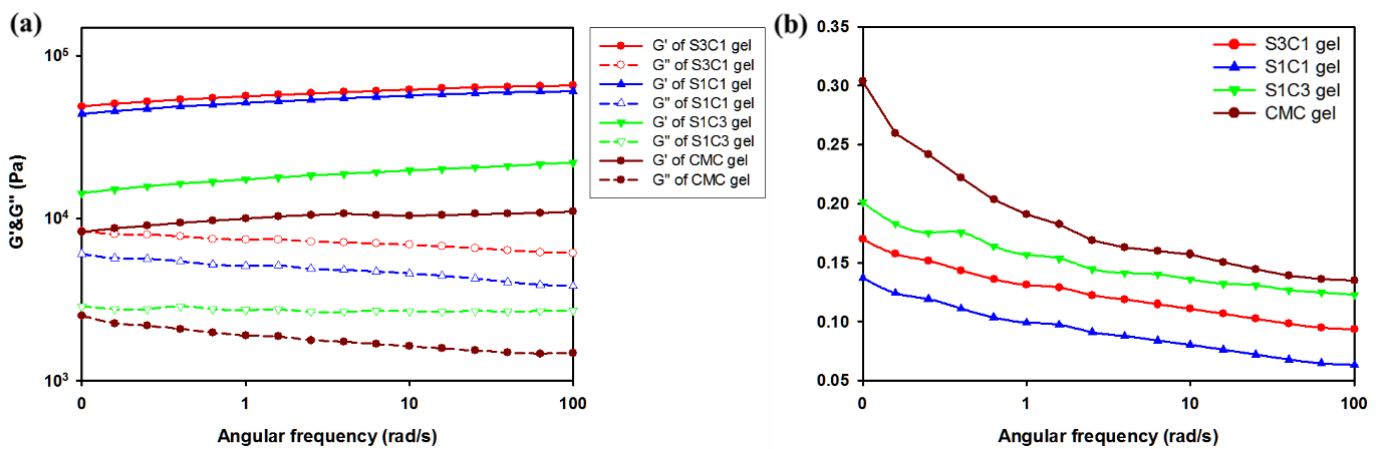 (a)
G'&G'' (Pa)
10⁵
10⁴
10³
0 1 10 100
Angular frequency (rad/s)
G' of S3C1 gel
G'' of S3C1 gel
G' of S1C1 gel
G'' of S1C1 gel
G' of S1C3 gel
G'' of S1C3 gel
G' of CMC gel
G'' of CMC gel
(b)
0.35
0.30
0.25
0.20
0.15
0.10
0.05
0 1 10 100
Angular frequency (rad/s)
S3C1 gel
S1C1 gel
S1C3 gel
CMC gel